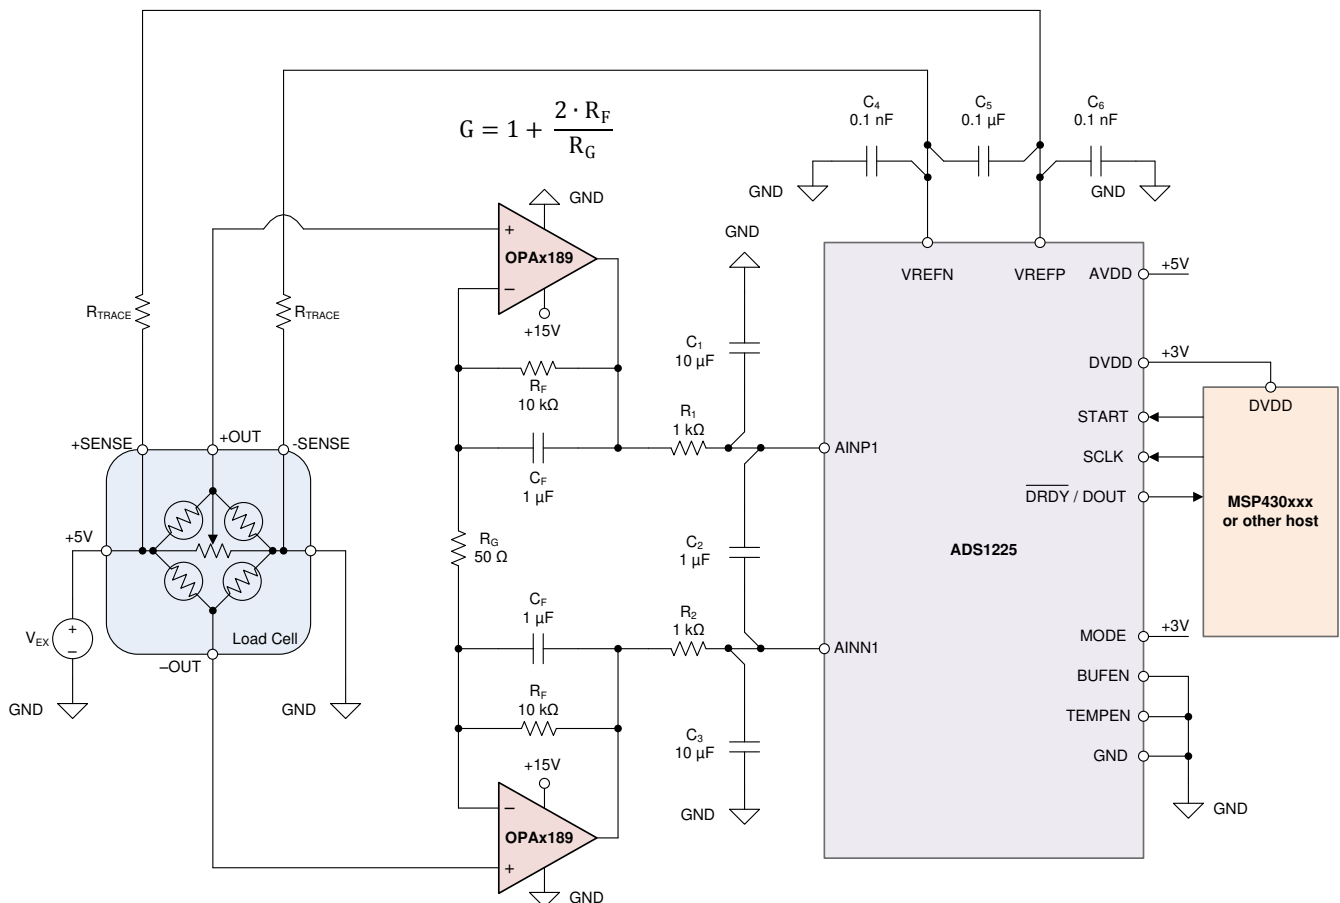 C4
0.1 nF
C5
0.1 µF
C6
0.1 nF
G = 1 + 2 · RF / RG
GND
GND
GND
GND
+
OPAx189
−
+15V
VREFN
VREFP
AVDD
+5V
RTRACE
RTRACE
C1
10 µF
RF
10 kΩ
DVDD
+3V
DVDD
R1
1 kΩ
START
+SENSE
+OUT
-SENSE
AINP1
SCLK
CF
1 µF
DRDY / DOUT
MSP430xxx
or other host
+5V
RG
50 Ω
C2
1 µF
ADS1225
CF
1 µF
R2
1 kΩ
VEX
+
−
Load Cell
−OUT
AINN1
MODE
+3V
BUFEN
GND
GND
RF
10 kΩ
C3
10 µF
TEMPEN
GND
+15V
−
OPAx189
+
GND
GND
GND